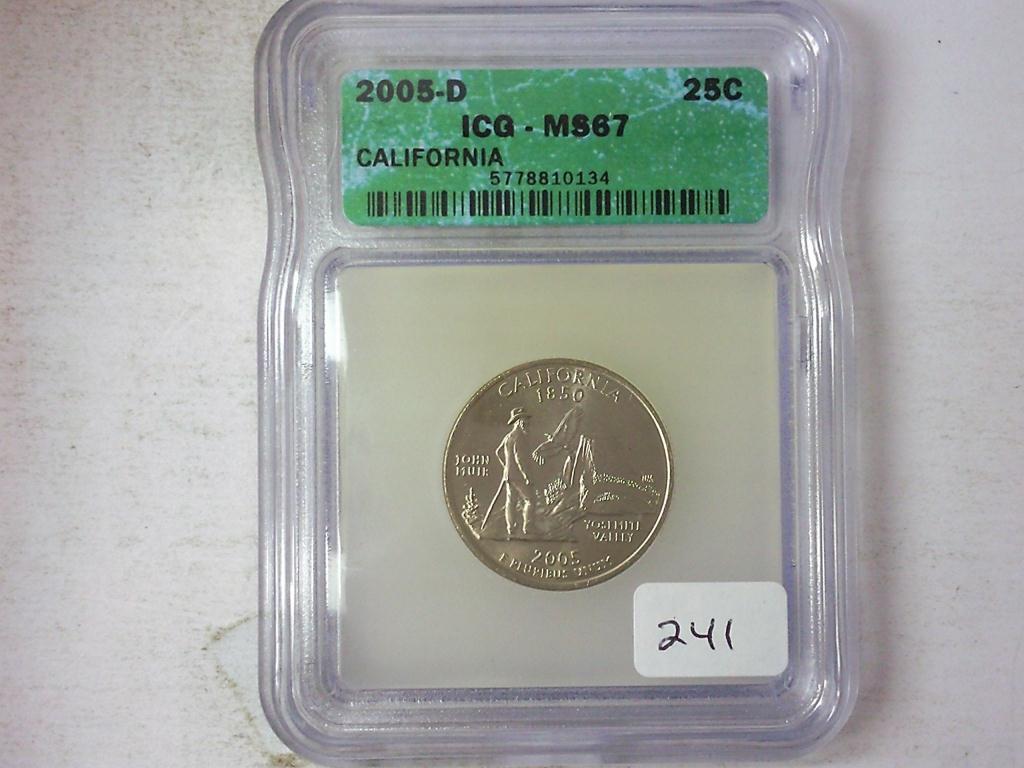 2005-D 25C
ICG - MS67
CALIFORNIA
5778810134
CALIFORNIA
1850
JOHN
MUIR
YOSEMITE
VALLEY
2005
E PLURIBUS UNUM
241